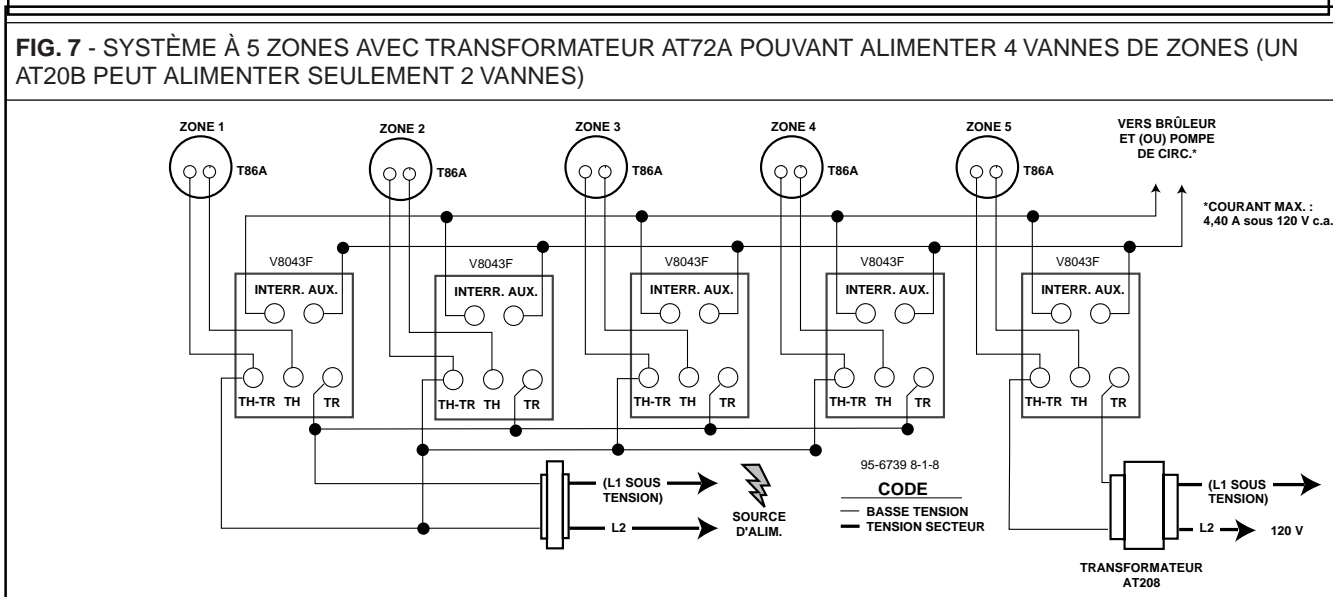 FIG. 7 - SYSTÈME À 5 ZONES AVEC TRANSFORMATEUR AT72A POUVANT ALIMENTER 4 VANNES DE ZONES (UN
AT20B PEUT ALIMENTER SEULEMENT 2 VANNES)
ZONE 1
ZONE 2
ZONE 3
ZONE 4
ZONE 5
VERS BRÛLEUR
ET (OU) POMPE
DE CIRC.*
T86A
T86A
T86A
T86A
T86A
*COURANT MAX. :
4,40 A sous 120 V c.a.
V8043F
V8043F
V8043F
V8043F
V8043F
INTERR. AUX.
INTERR. AUX.
INTERR. AUX.
INTERR. AUX.
INTERR. AUX.
TH-TR TH TR
TH-TR TH TR
TH-TR TH TR
TH-TR TH TR
TH-TR TH TR
(L1 SOUS
TENSION)
L2
SOURCE
D'ALIM.
95-6739 8-1-8
CODE
BASSE TENSION
TENSION SECTEUR
(L1 SOUS
TENSION)
L2
120 V
TRANSFORMATEUR
AT208